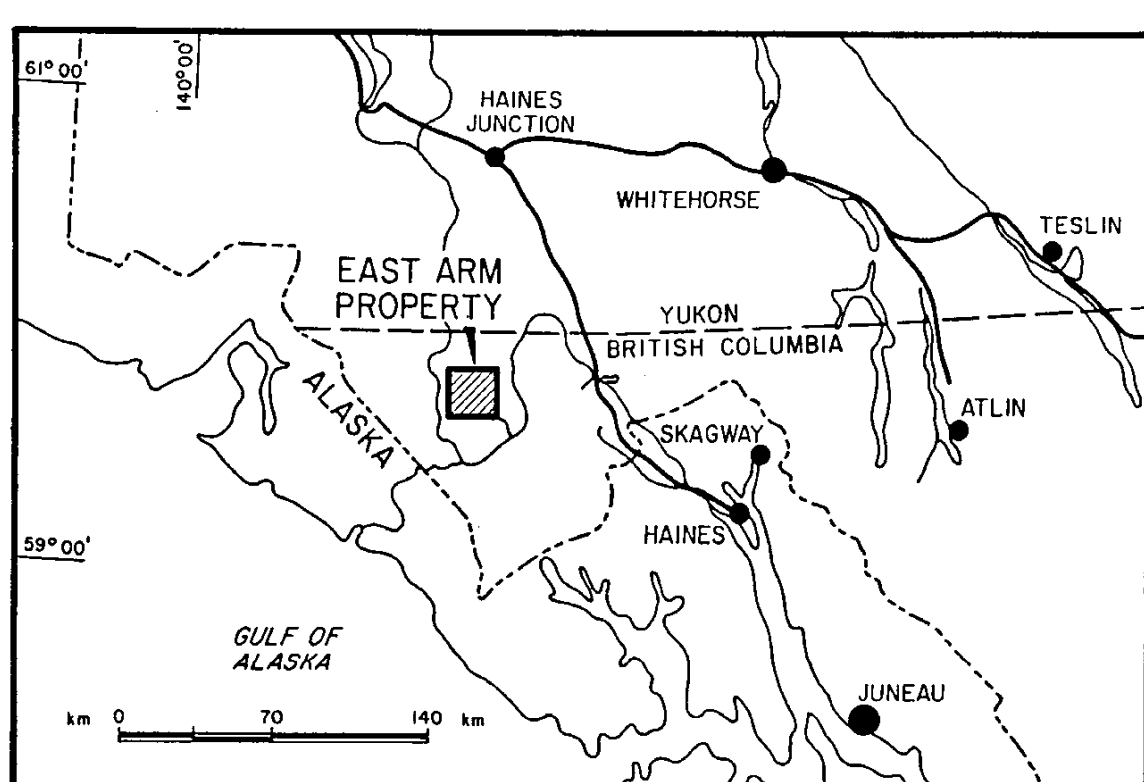 61° 00'
140° 00'
HAINES
JUNCTION
WHITEHORSE
TESLIN
EAST ARM
PROPERTY
YUKON
BRITISH COLUMBIA
ALASKA
ATLIN
SKAGWAY
HAINES
59° 00'
GULF OF
ALASKA
JUNEAU
km 0 70 140 km